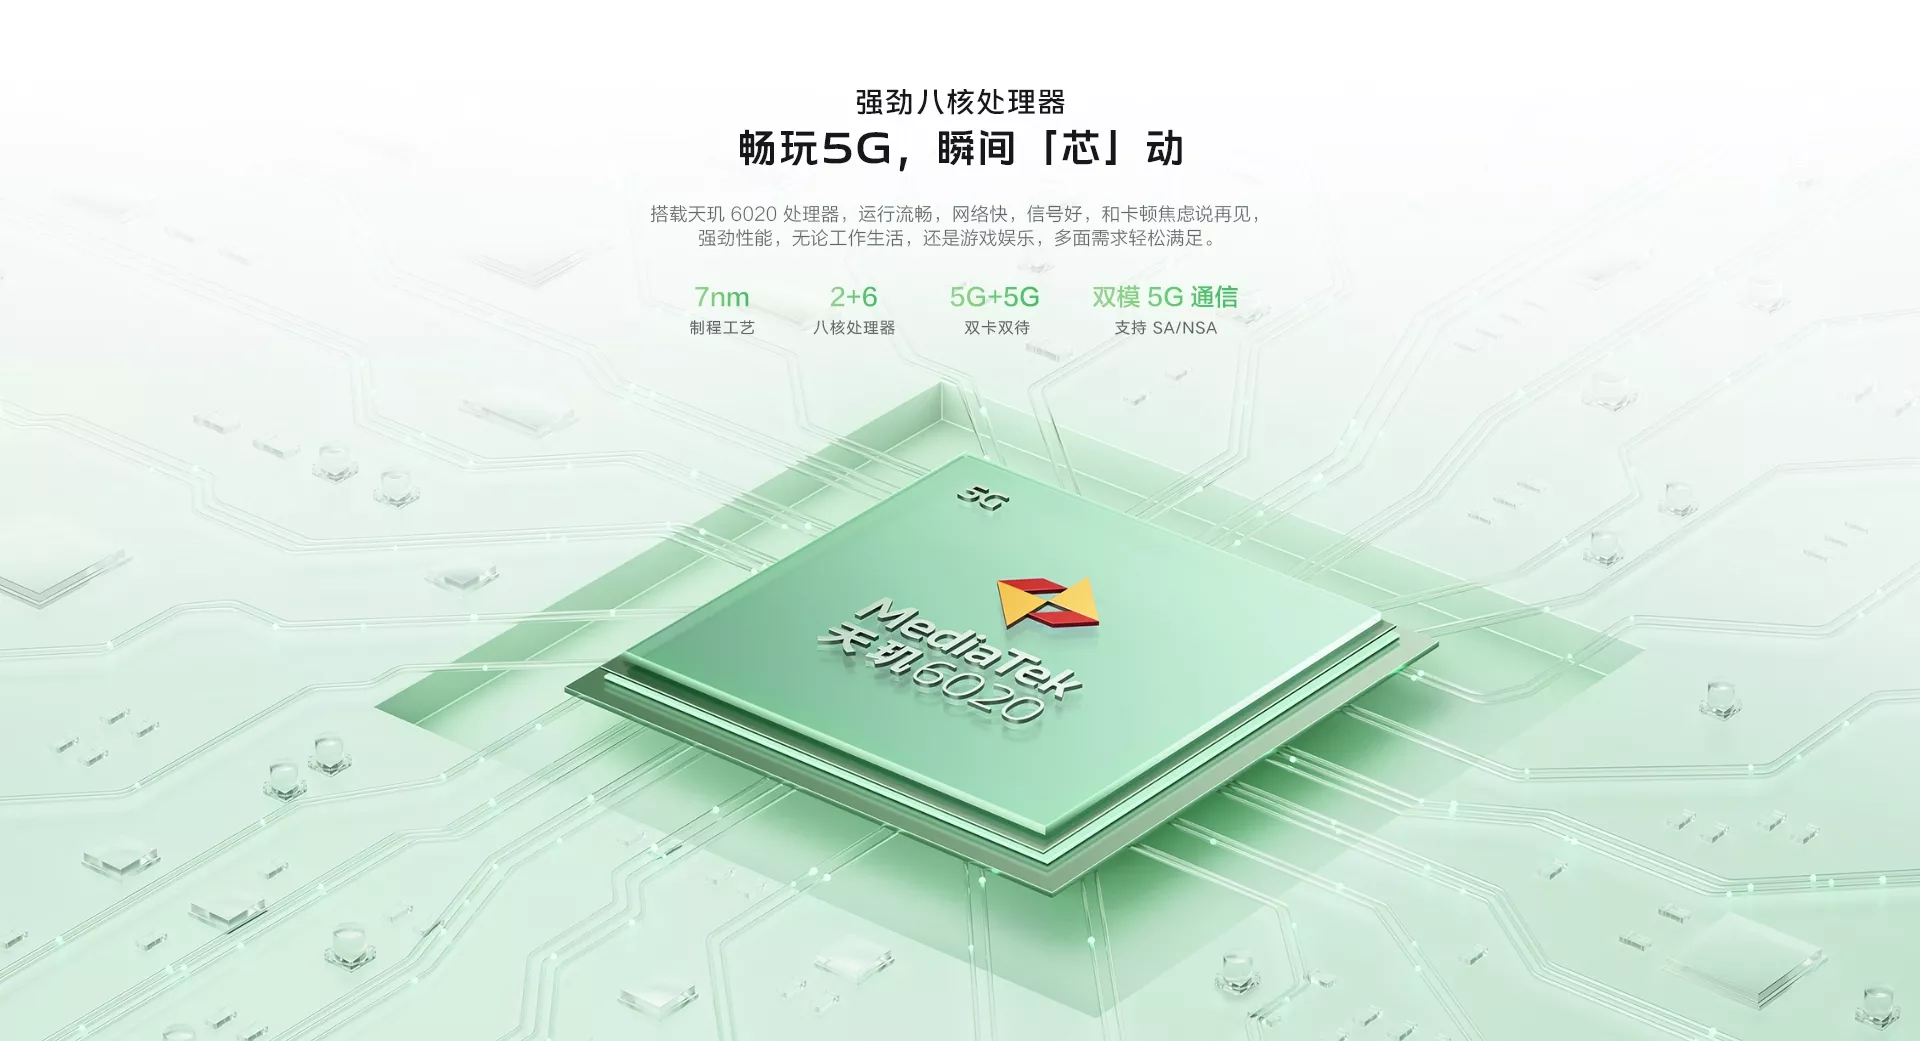 强劲八核处理器
畅玩5G，瞬间「芯」动
搭载天玑 6020 处理器，运行流畅，网络快，信号好，和卡顿焦虑说再见，
强劲性能，无论工作生活，还是游戏娱乐，多面需求轻松满足。
7nm
制程工艺
2+6
八核处理器
5G+5G
双卡双待
双模 5G 通信
支持 SA/NSA
5G
MediaTek
天玑6020